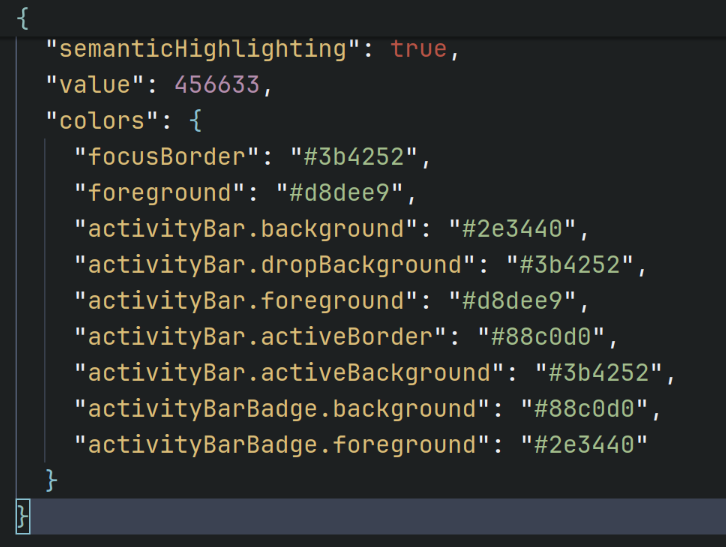 {
"semanticHighlighting": true,
"value": 456633,
"colors": {
"focusBorder": "#3b4252",
"foreground": "#d8dee9",
"activityBar.background": "#2e3440",
"activityBar.dropBackground": "#3b4252",
"activityBar.foreground": "#d8dee9",
"activityBar.activeBorder": "#88c0d0",
"activityBar.activeBackground": "#3b4252",
"activityBarBadge.background": "#88c0d0",
"activityBarBadge.foreground": "#2e3440"
}
}